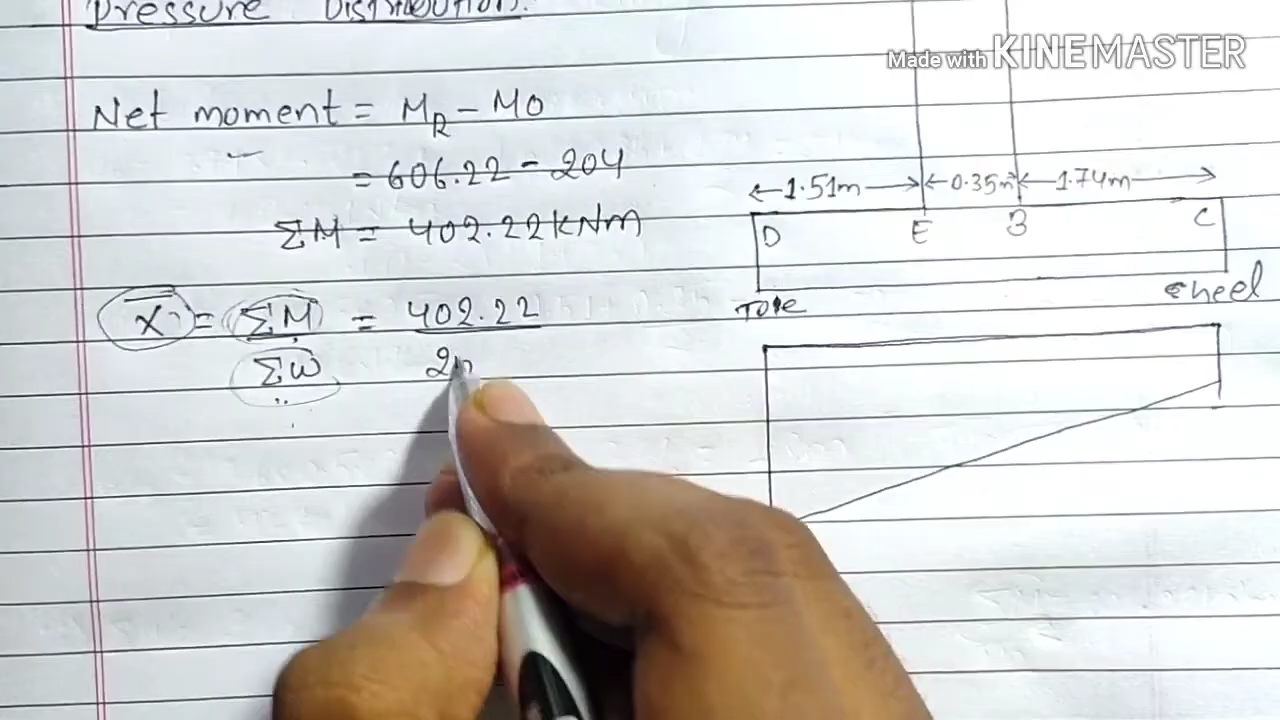 Pressure Distribution.
Made with KINEMASTER
Net moment = MR - MO
= 606.22 - 204
ΣM = 402.22 kNm
x̄ = ΣM = 402.22
Σw
1.51m 0.35m 1.74m
D E B C
Toe heel